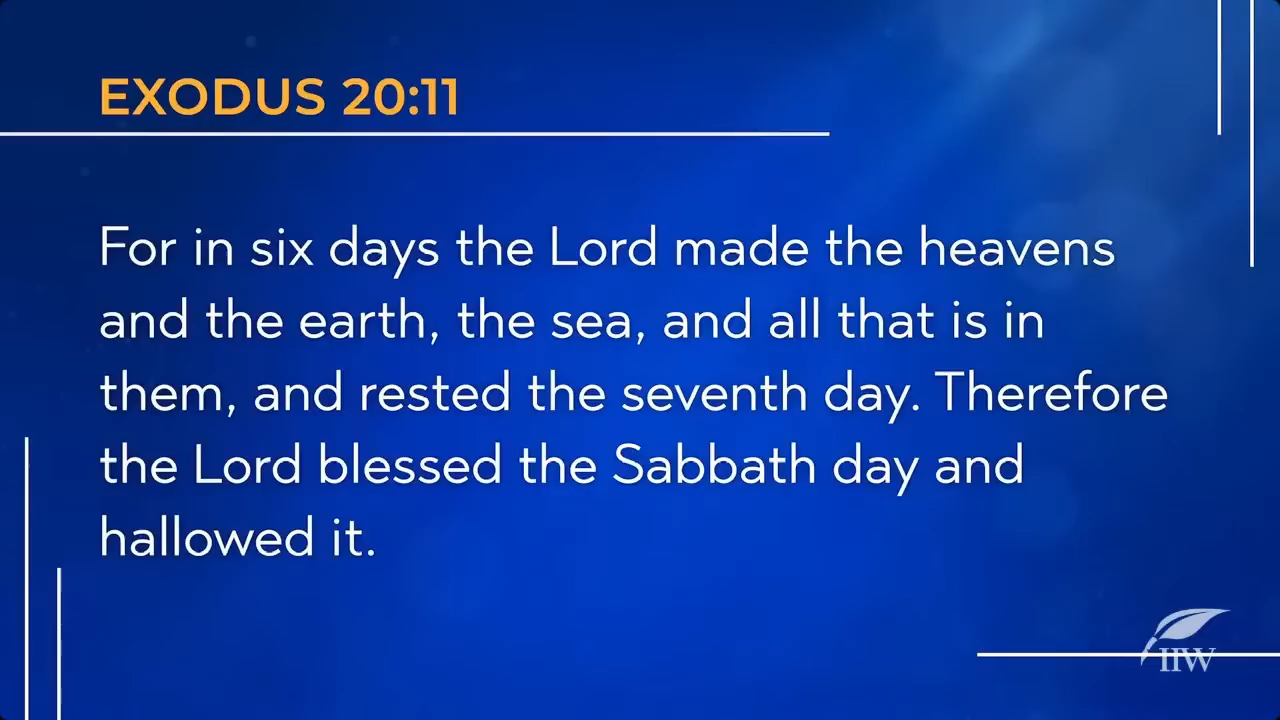 EXODUS 20:11
For in six days the Lord made the heavens
and the earth, the sea, and all that is in
them, and rested the seventh day. Therefore
the Lord blessed the Sabbath day and
hallowed it.
IIW